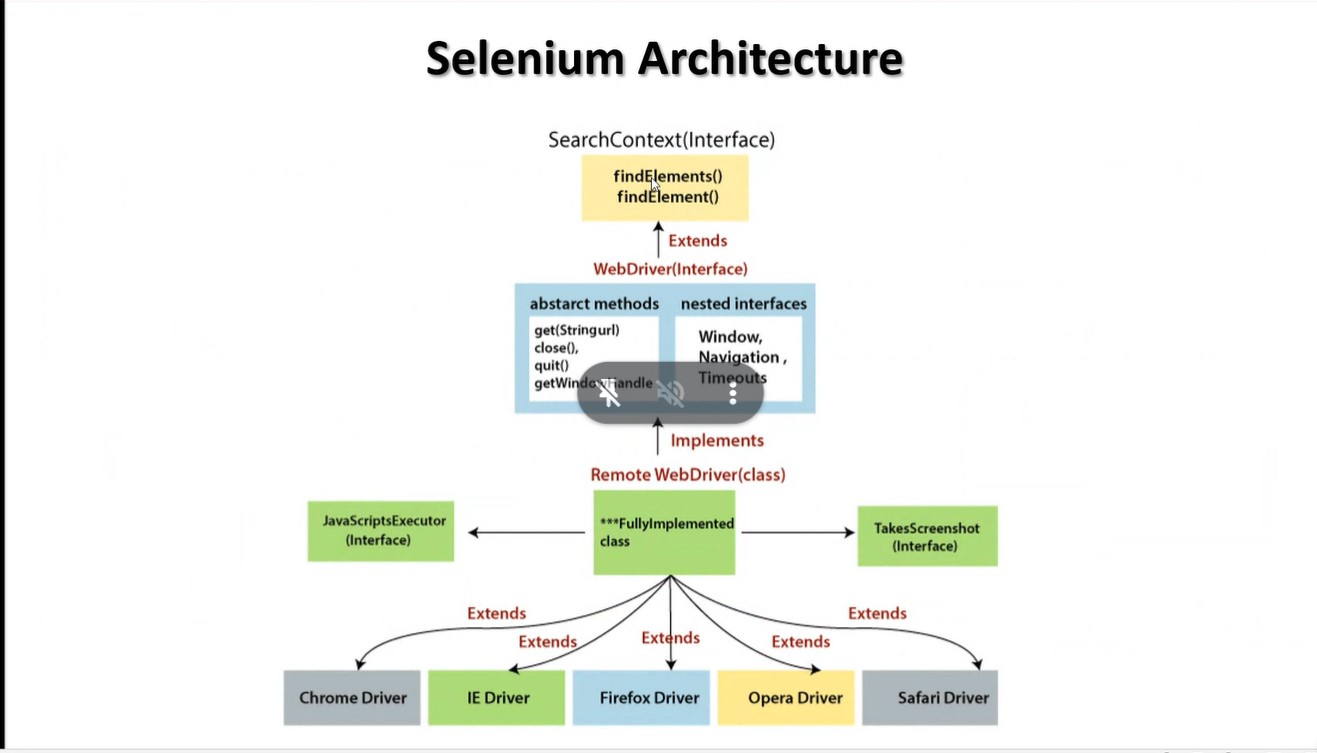 Selenium Architecture
SearchContext(Interface)
findElements()
findElement()
Extends
WebDriver(Interface)
abstarct methods
nested interfaces
get(Stringurl)
close(),
quit()
getWindowHandle
Window,
Navigation ,
Timeouts
Implements
Remote WebDriver(class)
JavaScriptsExecutor
(Interface)
***FullyImplemented
class
TakesScreenshot
(Interface)
Extends
Extends
Extends
Extends
Extends
Chrome Driver
IE Driver
Firefox Driver
Opera Driver
Safari Driver